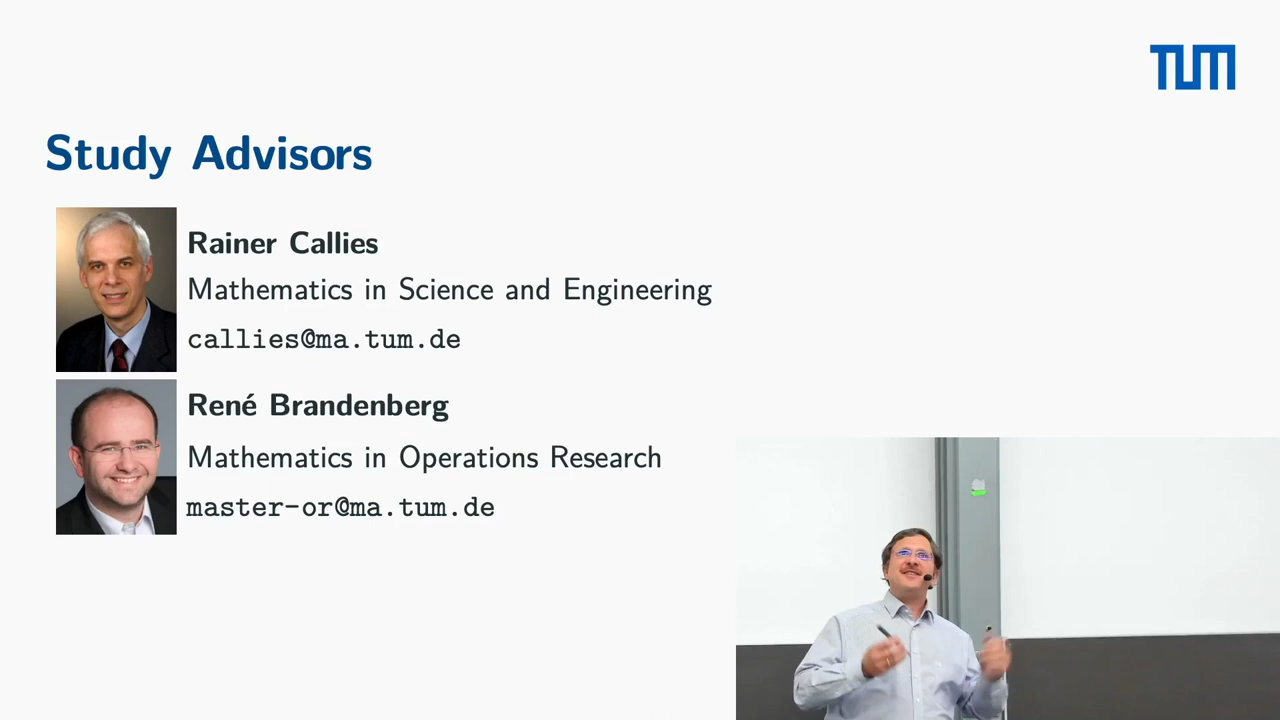 TUM
Study Advisors
Rainer Callies
Mathematics in Science and Engineering
callies@ma.tum.de
René Brandenberg
Mathematics in Operations Research
master-or@ma.tum.de